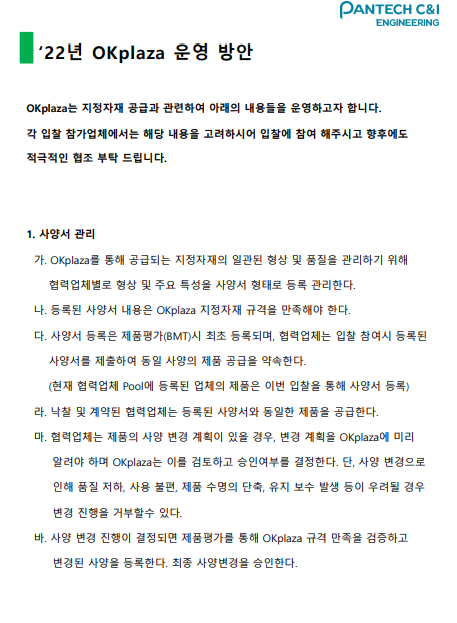 PANTECH C&I
ENGINEERING
‘22년 OKplaza 운영 방안
OKplaza는 지정자재 공급과 관련하여 아래의 내용들을 운영하고자 합니다.
각 입찰 참가업체에서는 해당 내용을 고려하시어 입찰에 참여 해주시고 향후에도
적극적인 협조 부탁 드립니다.
1. 사양서 관리
가. OKplaza를 통해 공급되는 지정자재의 일관된 형상 및 품질을 관리하기 위해
협력업체별로 형상 및 주요 특성을 사양서 형태로 등록 관리한다.
나. 등록된 사양서 내용은 OKplaza 지정자재 규격을 만족해야 한다.
다. 사양서 등록은 제품평가(BMT)시 최초 등록되며, 협력업체는 입찰 참여시 등록된
사양서를 제출하여 동일 사양의 제품 공급을 약속한다.
(현재 협력업체 Pool에 등록된 업체의 제품은 이번 입찰을 통해 사양서 등록)
라. 낙찰 및 계약된 협력업체는 등록된 사양서와 동일한 제품을 공급한다.
마. 협력업체는 제품의 사양 변경 계획이 있을 경우, 변경 계획을 OKplaza에 미리
알려야 하며 OKplaza는 이를 검토하고 승인여부를 결정한다. 단, 사양 변경으로
인해 품질 저하, 사용 불편, 제품 수명의 단축, 유지 보수 발생 등이 우려될 경우
변경 진행을 거부할수 있다.
바. 사양 변경 진행이 결정되면 제품평가를 통해 OKplaza 규격 만족을 검증하고
변경된 사양을 등록한다. 최종 사양변경을 승인한다.